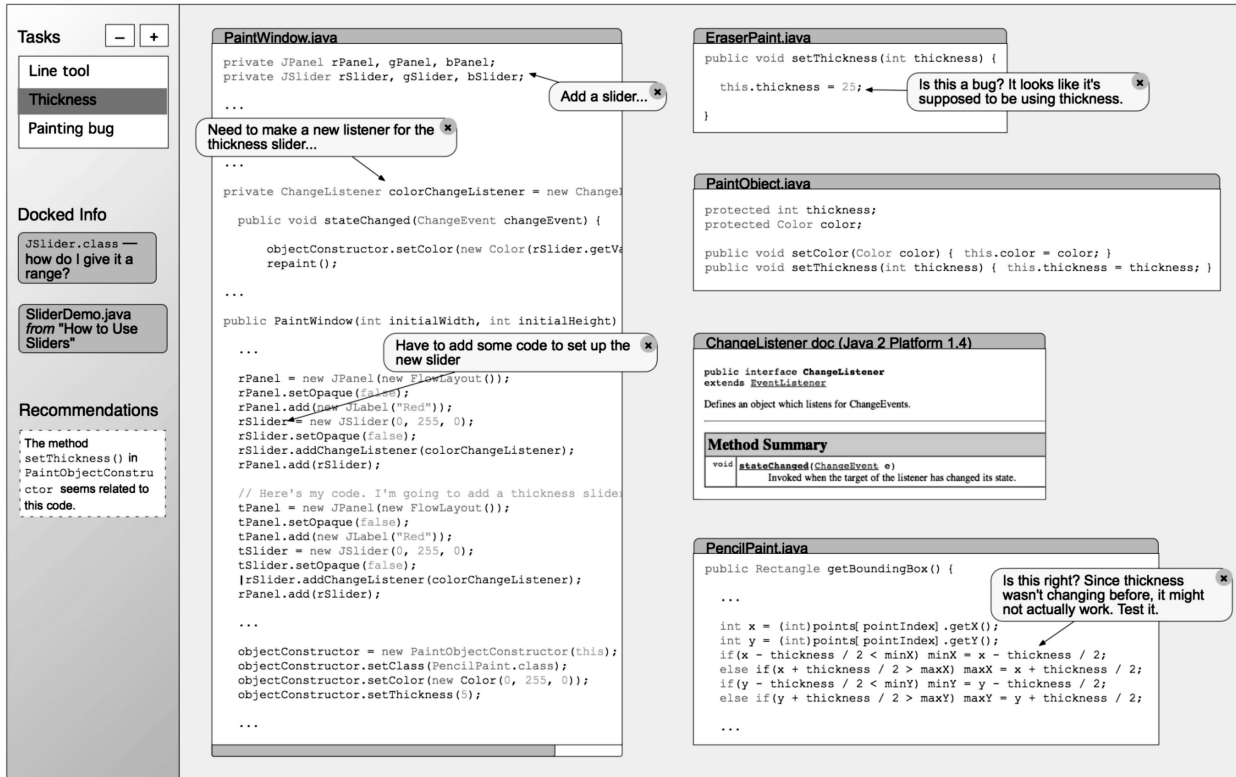 Tasks
–
+
Line tool
Thickness
Painting bug
Docked Info
JSlider.class —
how do I give it a
range?
SliderDemo.java
from "How to Use
Sliders"
Recommendations
The method
setThickness() in
PaintObjectConstru
ctor seems related to
this code.
PaintWindow.java
private JPanel rPanel, gPanel, bPanel;
private JSlider rSlider, gSlider, bSlider;
Add a slider...
...
Need to make a new listener for the
thickness slider...
...
private ChangeListener colorChangeListener = new Change
public void stateChanged(ChangeEvent changeEvent) {
objectConstructor.setColor(new Color(rSlider.getVa
repaint();
...
public PaintWindow(int initialWidth, int initialHeight)
...
Have to add some code to set up the
new slider
rPanel = new JPanel(new FlowLayout());
rPanel.setOpaque(false);
rPanel.add(new JLabel("Red"));
rSlider = new JSlider(0, 255, 0);
rSlider.setOpaque(false);
rSlider.addChangeListener(colorChangeListener);
rPanel.add(rSlider);
// Here's my code. I'm going to add a thickness slider
tPanel = new JPanel(new FlowLayout());
tPanel.setOpaque(false);
tPanel.add(new JLabel("Red"));
tSlider = new JSlider(0, 255, 0);
tSlider.setOpaque(false);
rSlider.addChangeListener(colorChangeListener);
rPanel.add(rSlider);
...
objectConstructor = new PaintObjectConstructor(this);
objectConstructor.setClass(PencilPaint.class);
objectConstructor.setColor(new Color(0, 255, 0));
objectConstructor.setThickness(5);
...
EraserPaint.java
public void setThickness(int thickness) {
this.thickness = 25;
}
Is this a bug? It looks like it's
supposed to be using thickness.
PaintObject.java
protected int thickness;
protected Color color;
public void setColor(Color color) { this.color = color; }
public void setThickness(int thickness) { this.thickness = thickness; }
ChangeListener doc (Java 2 Platform 1.4)
public interface ChangeListener
extends EventListener
Defines an object which listens for ChangeEvents.
Method Summary
void stateChanged(ChangeEvent e)
Invoked when the target of the listener has changed its state.
PencilPaint.java
public Rectangle getBoundingBox() {
Is this right? Since thickness
wasn't changing before, it might
not actually work. Test it.
...
int x = (int)points[pointIndex].getX();
int y = (int)points[pointIndex].getY();
if(x - thickness / 2 < minX) minX = x - thickness / 2;
else if(x + thickness / 2 > maxX) maxX = x + thickness / 2;
if(y - thickness / 2 < minY) minY = y - thickness / 2;
else if(y + thickness / 2 > maxY) maxY = y + thickness / 2;
...